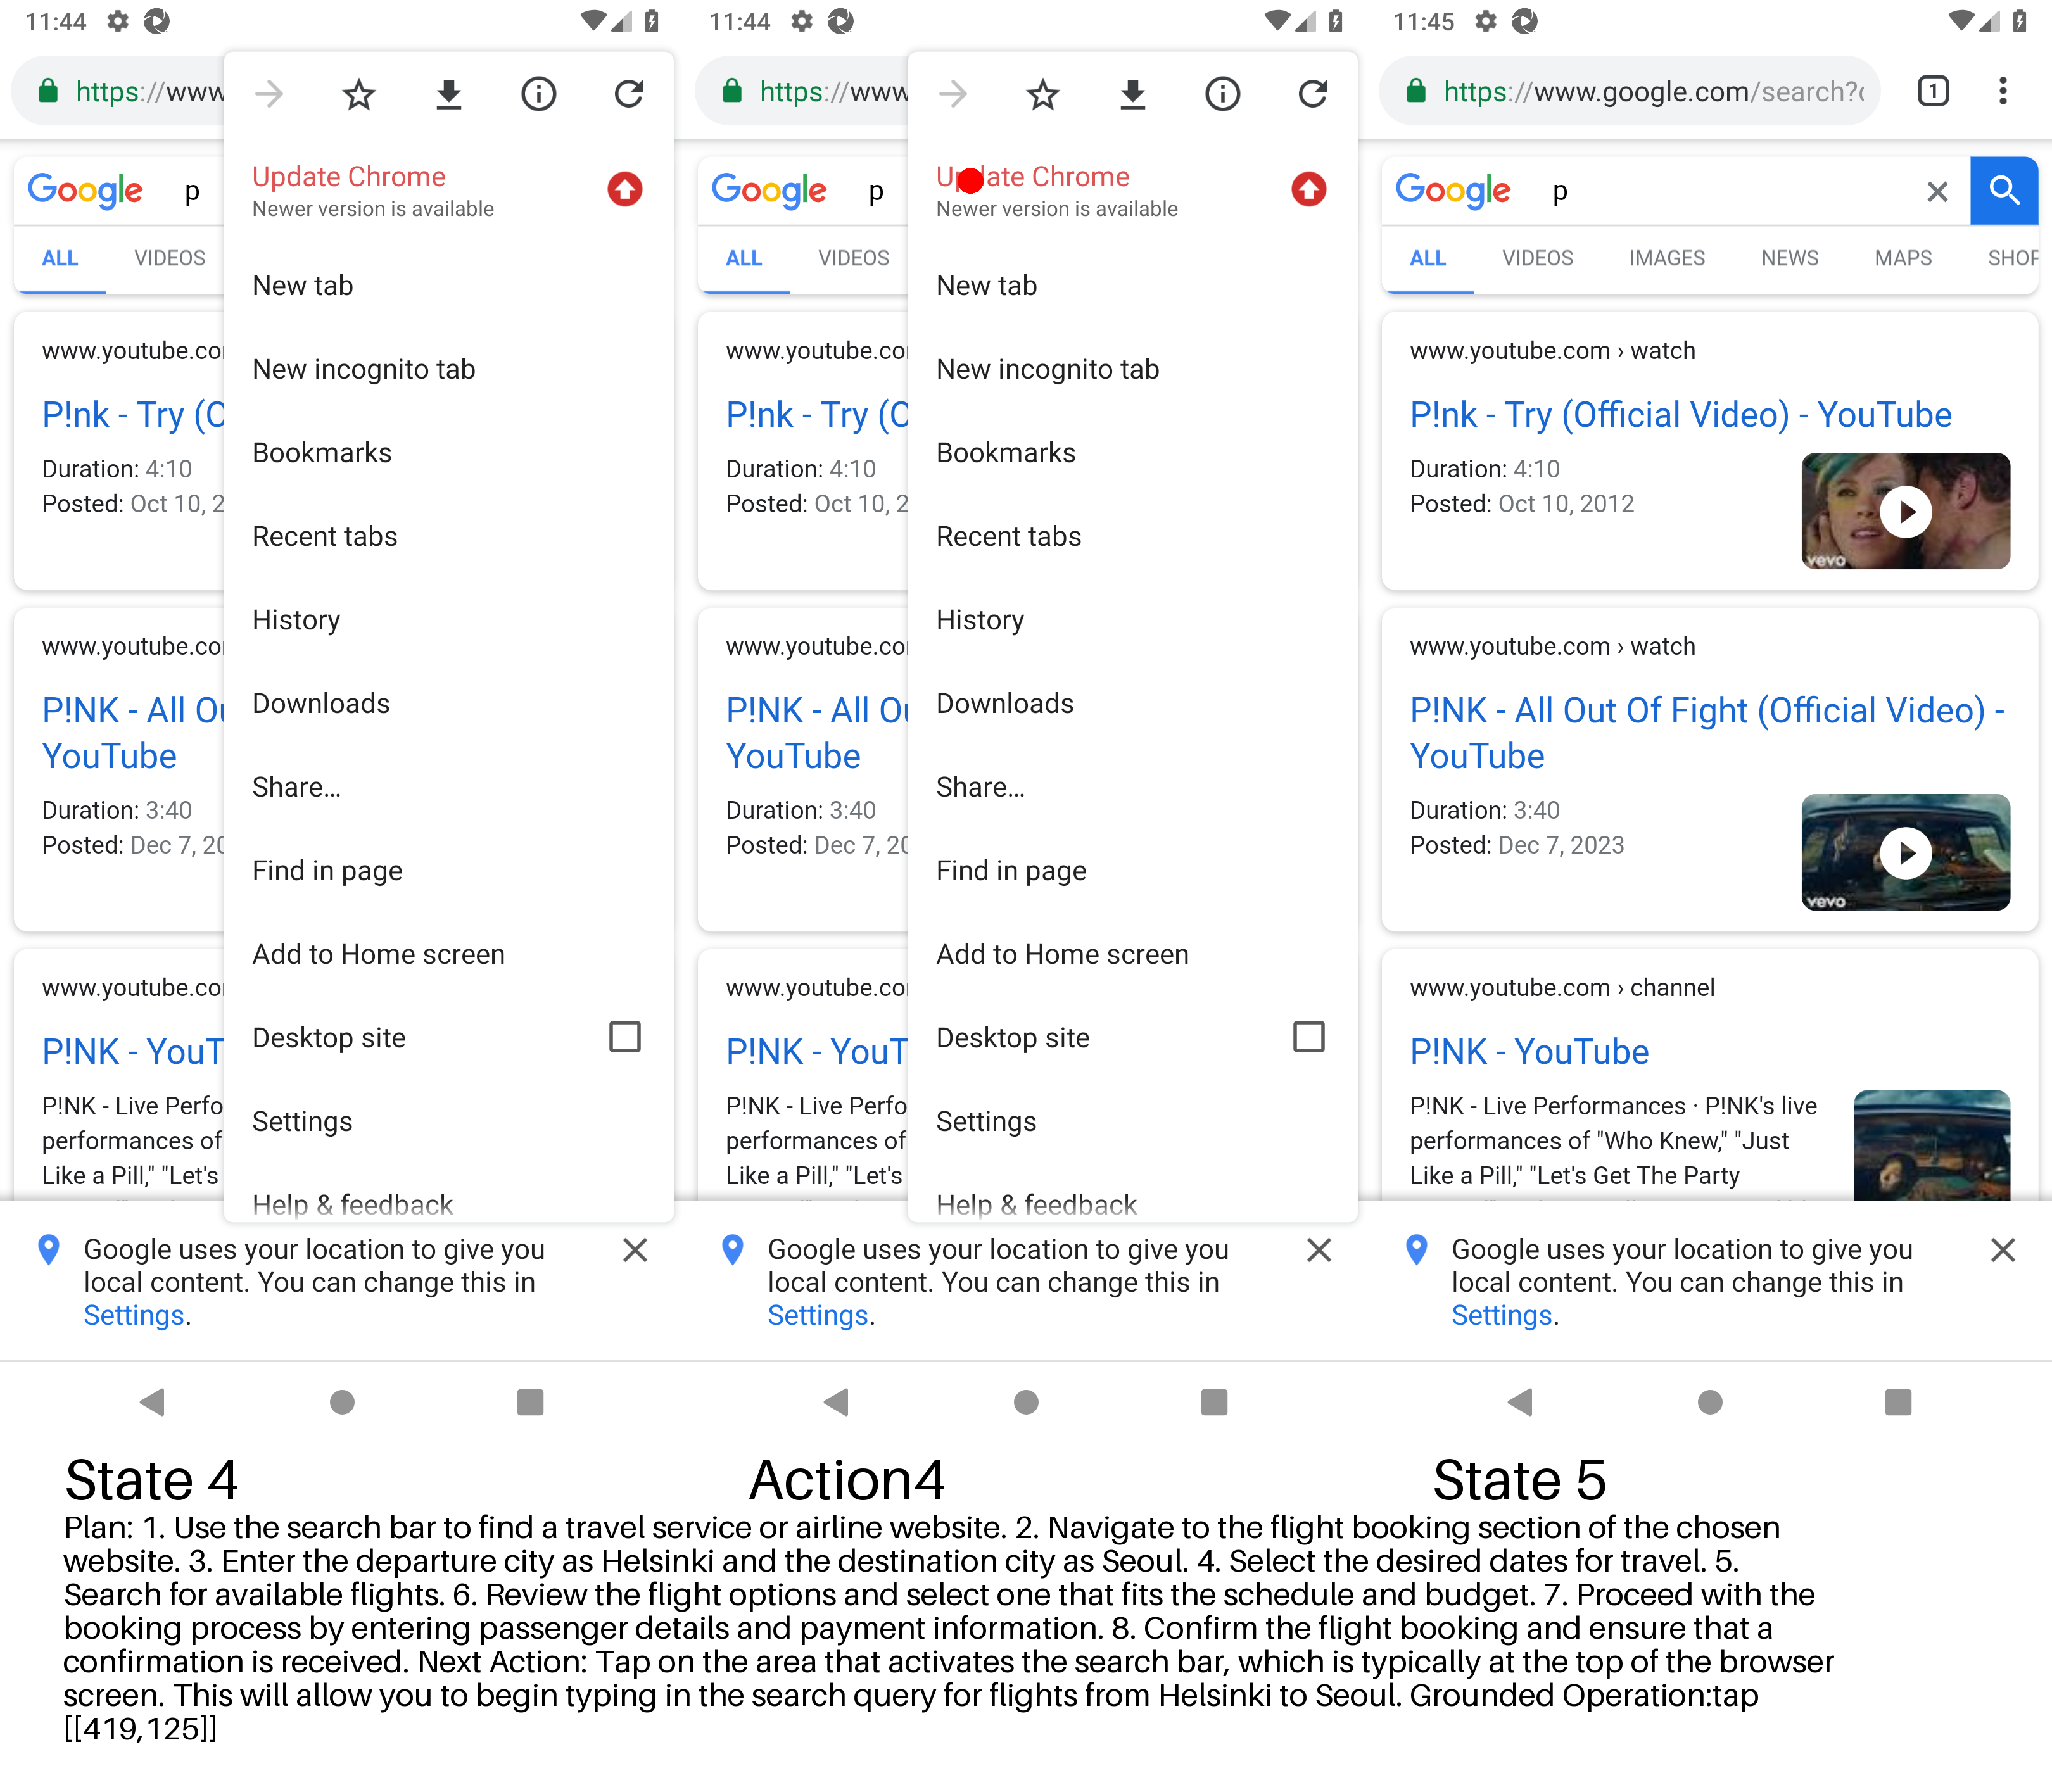 11:44
https://www
Update Chrome
Newer version is available
Google p
ALL VIDEOS
New tab
www.youtube.co
New incognito tab
P!nk - Try (O
Bookmarks
Duration: 4:10
Posted: Oct 10, 2
Recent tabs
History
www.youtube.co
Downloads
P!NK - All Ou
YouTube
Share...
Duration: 3:40
Posted: Dec 7, 20
Find in page
Add to Home screen
www.youtube.co
Desktop site
P!NK - YouT
P!NK - Live Perfo
performances of
Like a Pill," "Let's
Settings
Help & feedback
Google uses your location to give you
local content. You can change this in
Settings.
11:44
https://www
Update Chrome
Newer version is available
Google p
ALL VIDEOS
New tab
www.youtube.co
New incognito tab
P!nk - Try (O
Bookmarks
Duration: 4:10
Posted: Oct 10, 2
Recent tabs
History
www.youtube.co
Downloads
P!NK - All Ou
YouTube
Share...
Duration: 3:40
Posted: Dec 7, 20
Find in page
Add to Home screen
www.youtube.co
Desktop site
P!NK - YouT
P!NK - Live Perfo
performances of
Like a Pill," "Let's
Settings
Help & feedback
Google uses your location to give you
local content. You can change this in
Settings.
11:45
https://www.google.com/search?
1
Google p
ALL VIDEOS IMAGES NEWS MAPS SHOP
www.youtube.com › watch
P!nk - Try (Official Video) - YouTube
Duration: 4:10
Posted: Oct 10, 2012
vevo
www.youtube.com › watch
P!NK - All Out Of Fight (Official Video) -
YouTube
Duration: 3:40
Posted: Dec 7, 2023
vevo
www.youtube.com › channel
P!NK - YouTube
P!NK - Live Performances · P!NK's live
performances of "Who Knew," "Just
Like a Pill," "Let's Get The Party
Google uses your location to give you
local content. You can change this in
Settings.
State 4
Action4
State 5
Plan: 1. Use the search bar to find a travel service or airline website. 2. Navigate to the flight booking section of the chosen
website. 3. Enter the departure city as Helsinki and the destination city as Seoul. 4. Select the desired dates for travel. 5.
Search for available flights. 6. Review the flight options and select one that fits the schedule and budget. 7. Proceed with the
booking process by entering passenger details and payment information. 8. Confirm the flight booking and ensure that a
confirmation is received. Next Action: Tap on the area that activates the search bar, which is typically at the top of the browser
screen. This will allow you to begin typing in the search query for flights from Helsinki to Seoul. Grounded Operation:tap
[[419,125]]